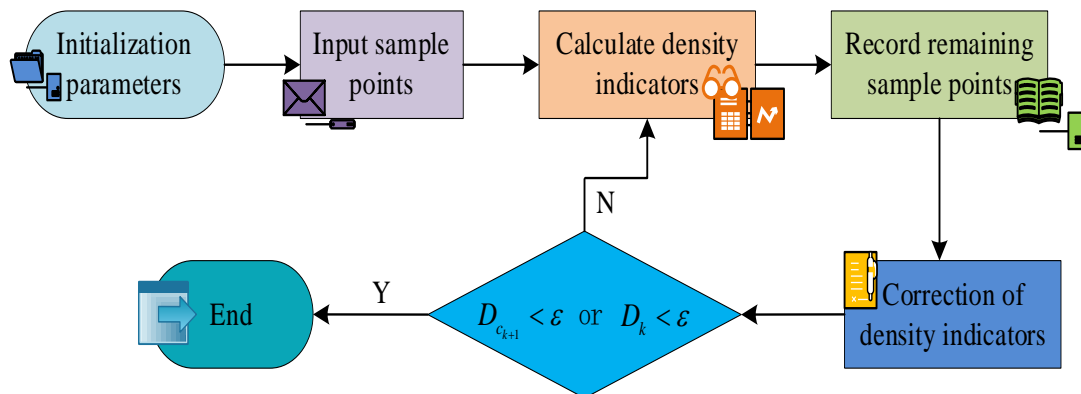 Initialization
parameters
Input sample
points
Calculate density
indicators
Record remaining
sample points
Correction of
density indicators
N
D_{c_{k+1}} < ε or D_k < ε
Y
End